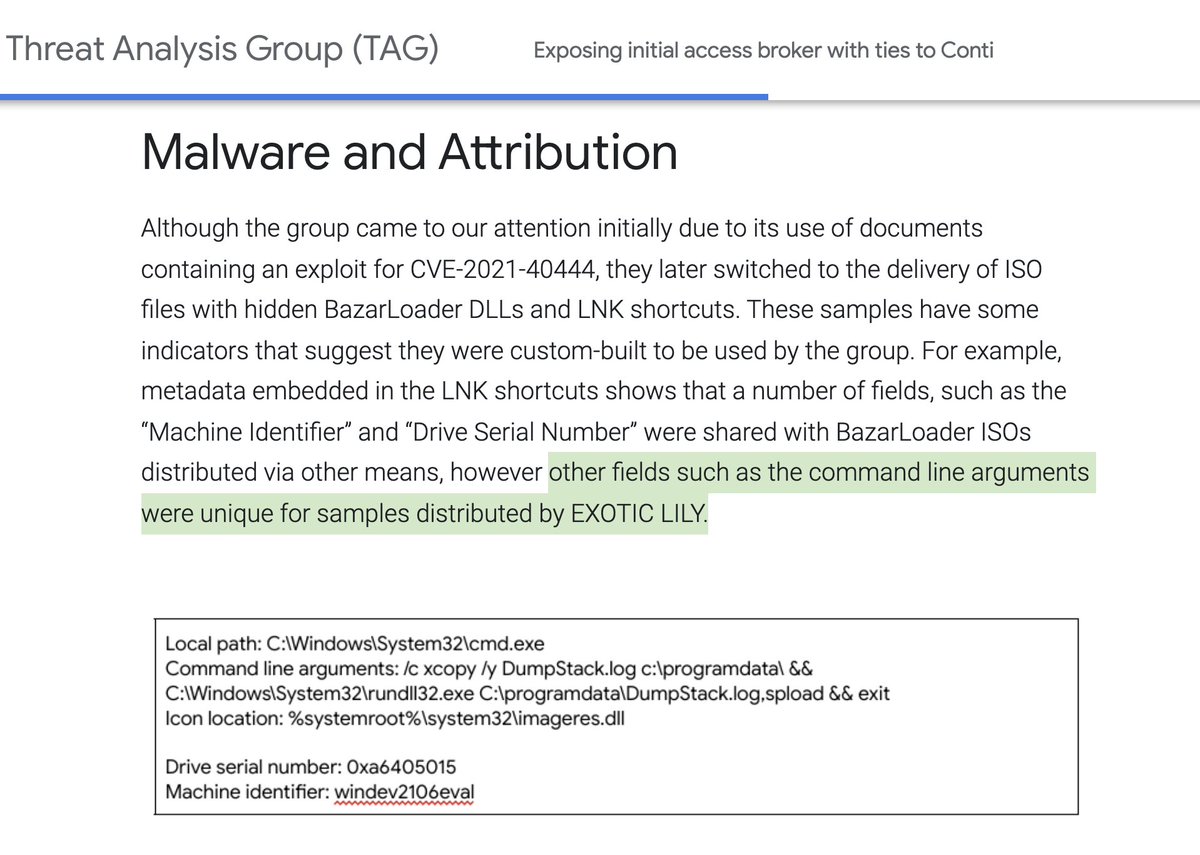 Threat Analysis Group (TAG)
Exposing initial access broker with ties to Conti
Malware and Attribution
Although the group came to our attention initially due to its use of documents
containing an exploit for CVE-2021-40444, they later switched to the delivery of ISO
files with hidden BazarLoader DLLs and LNK shortcuts. These samples have some
indicators that suggest they were custom-built to be used by the group. For example,
metadata embedded in the LNK shortcuts shows that a number of fields, such as the
“Machine Identifier” and “Drive Serial Number” were shared with BazarLoader ISOs
distributed via other means, however other fields such as the command line arguments
were unique for samples distributed by EXOTIC LILY.
Local path: C:\Windows\System32\cmd.exe
Command line arguments: /c xcopy /y DumpStack.log c:\programdata\ &&
C:\Windows\System32\rundll32.exe C:\programdata\DumpStack.log,spload && exit
Icon location: %systemroot%\system32\imageres.dll
Drive serial number: 0xa6405015
Machine identifier: windev2106eval